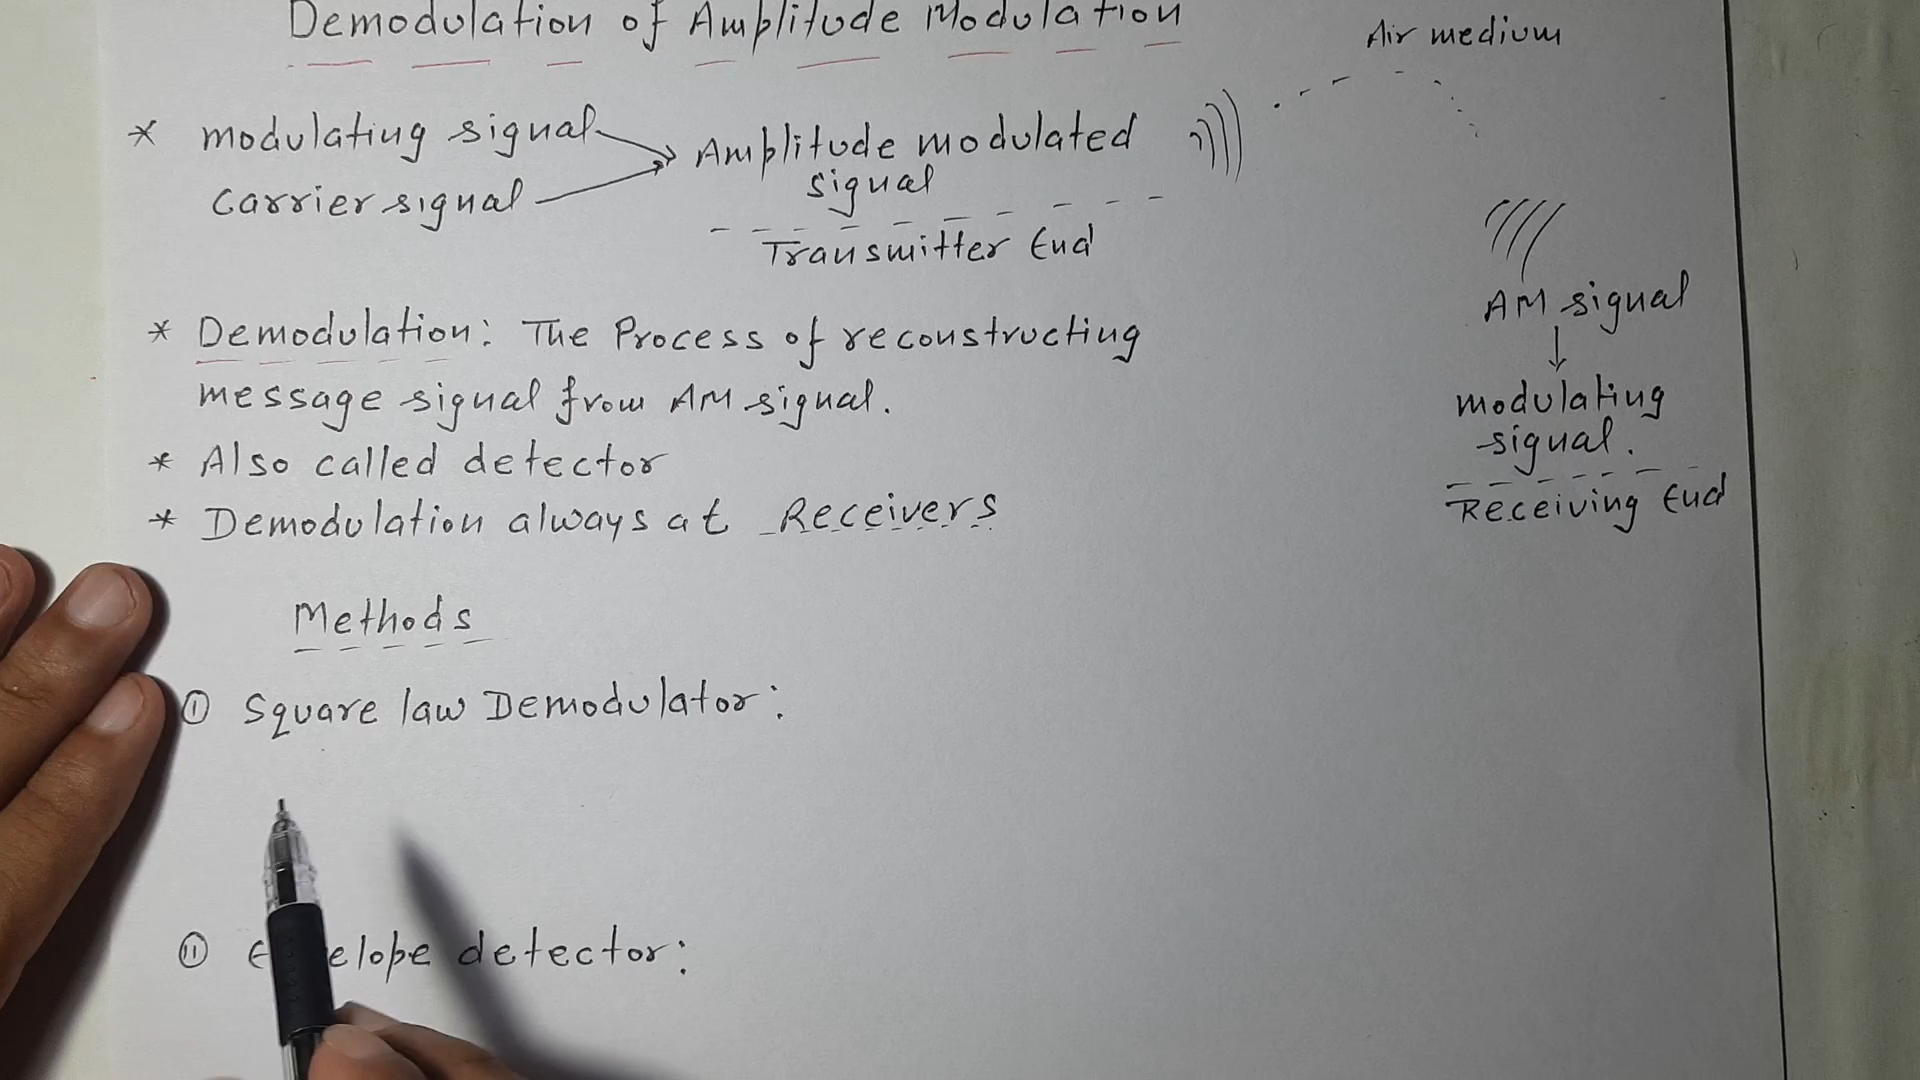 Demodulation of Amplitude Modulation
Air medium
* modulating signal
Carrier signal
Amplitude modulated
signal
Transmitter End
* Demodulation: The Process of reconstructing
message signal from AM signal.
* Also called detector
* Demodulation always at Receivers
AM signal
↓
modulating
signal.
Receiving End
Methods
① Square law Demodulator:
⑪ detector: